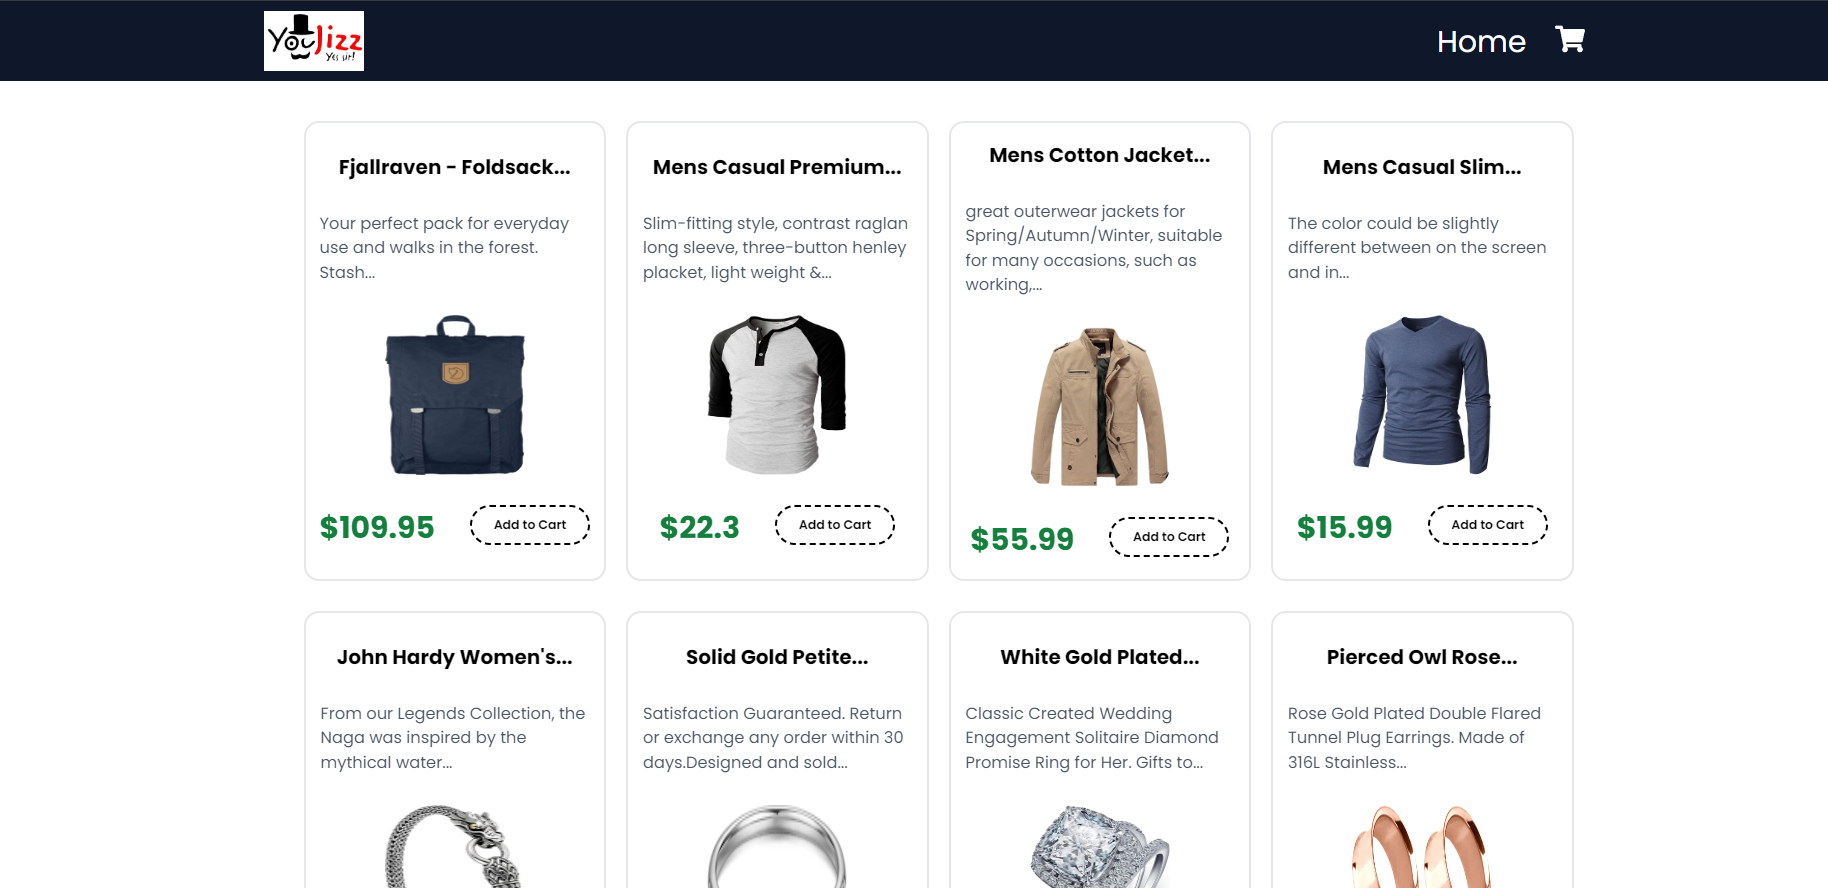 YouJizz
Yes sir!
Home
Fjallraven - Foldsack...
Your perfect pack for everyday
use and walks in the forest.
Stash...
$109.95
Add to Cart
Mens Casual Premium...
Slim-fitting style, contrast raglan
long sleeve, three-button henley
placket, light weight &...
$22.3
Add to Cart
Mens Cotton Jacket...
great outerwear jackets for
Spring/Autumn/Winter, suitable
for many occasions, such as
working,...
$55.99
Add to Cart
Mens Casual Slim...
The color could be slightly
different between on the screen
and in...
$15.99
Add to Cart
John Hardy Women's...
From our Legends Collection, the
Naga was inspired by the
mythical water...
Solid Gold Petite...
Satisfaction Guaranteed. Return
or exchange any order within 30
days.Designed and sold...
White Gold Plated...
Classic Created Wedding
Engagement Solitaire Diamond
Promise Ring for Her. Gifts to...
Pierced Owl Rose...
Rose Gold Plated Double Flared
Tunnel Plug Earrings. Made of
316L Stainless...